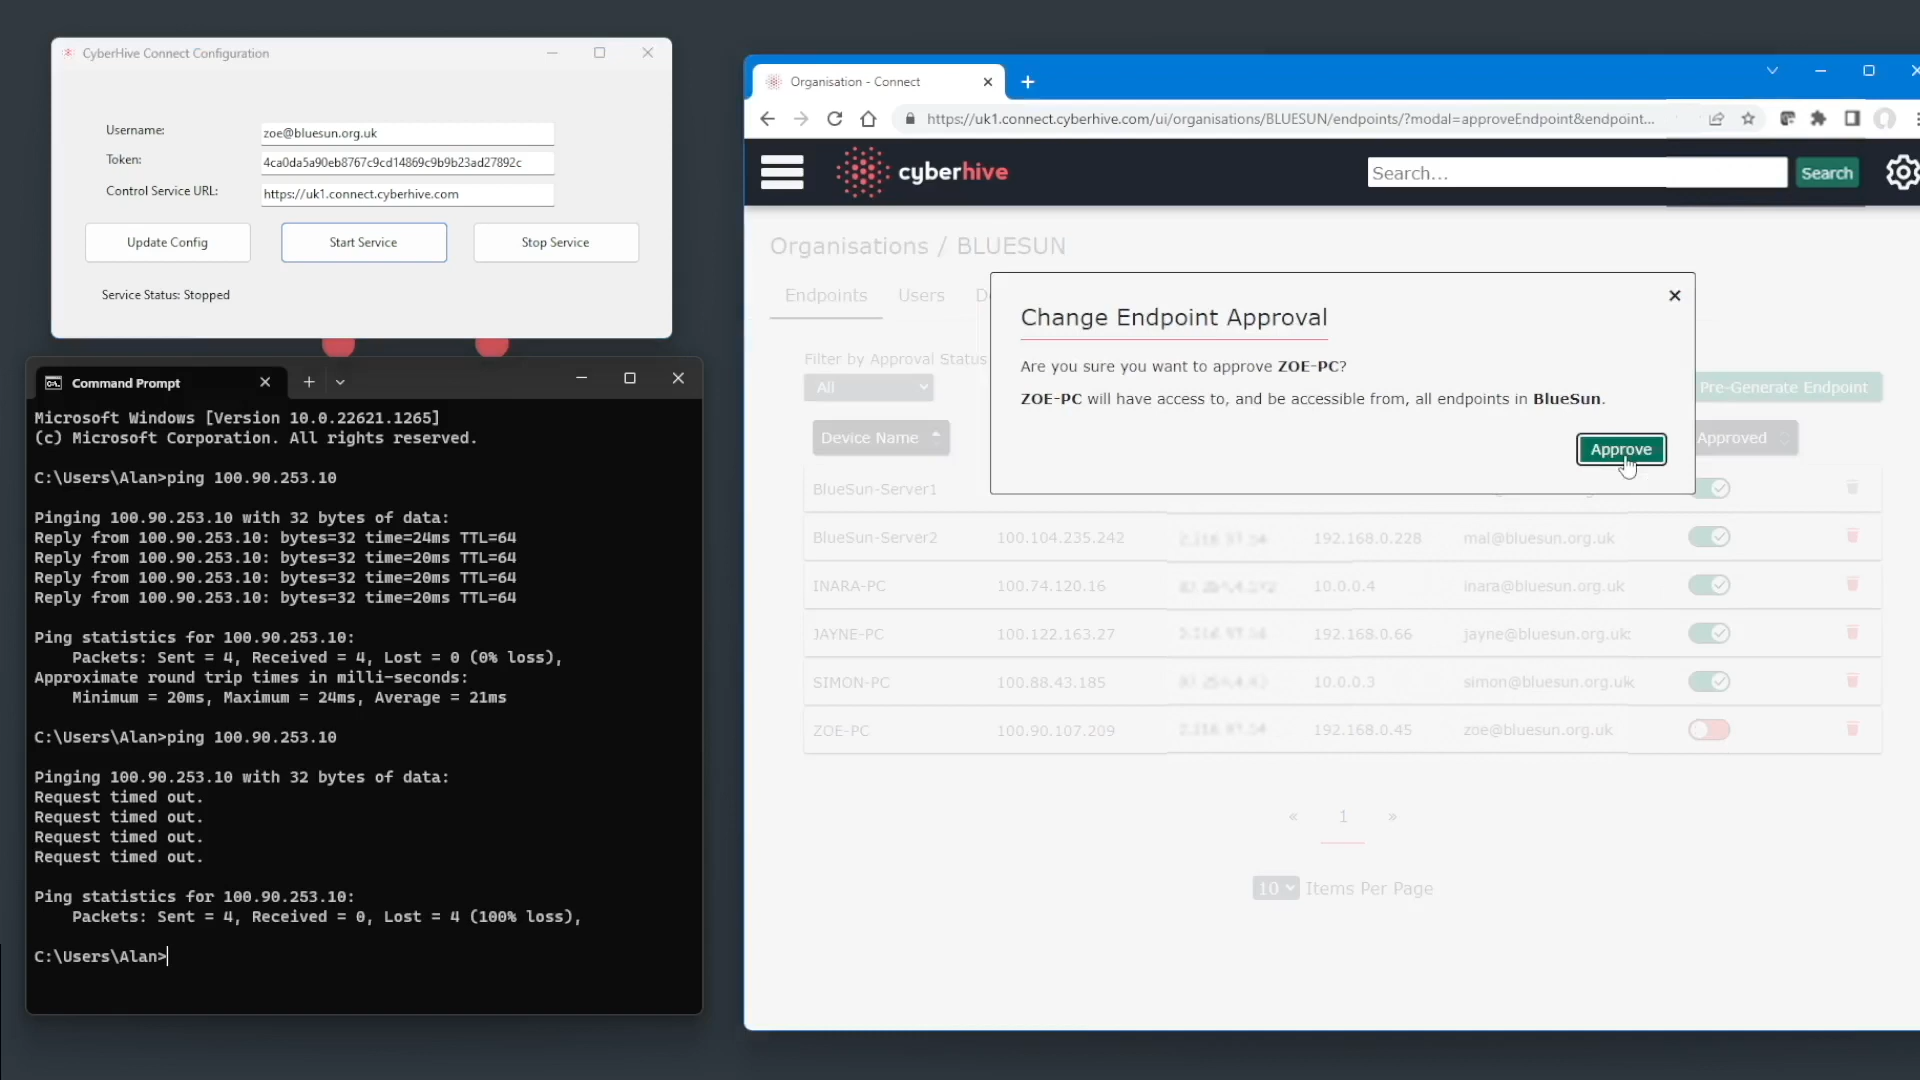 CyberHive Connect Configuration
Username:
zoe@bluesun.org.uk
Token:
4ca0da5a90eb8767c9cd14869c9b9b23ad27892c
Control Service URL:
https://uk1.connect.cyberhive.com
Update Config
Start Service
Stop Service
Service Status: Stopped
Command Prompt
Microsoft Windows [Version 10.0.22621.1265]
(c) Microsoft Corporation. All rights reserved.
C:\Users\Alan>ping 100.90.253.10
Pinging 100.90.253.10 with 32 bytes of data:
Reply from 100.90.253.10: bytes=32 time=24ms TTL=64
Reply from 100.90.253.10: bytes=32 time=20ms TTL=64
Reply from 100.90.253.10: bytes=32 time=20ms TTL=64
Reply from 100.90.253.10: bytes=32 time=20ms TTL=64
Ping statistics for 100.90.253.10:
Packets: Sent = 4, Received = 4, Lost = 0 (0% loss),
Approximate round trip times in milli-seconds:
Minimum = 20ms, Maximum = 24ms, Average = 21ms
C:\Users\Alan>ping 100.90.253.10
Pinging 100.90.253.10 with 32 bytes of data:
Request timed out.
Request timed out.
Request timed out.
Request timed out.
Ping statistics for 100.90.253.10:
Packets: Sent = 4, Received = 0, Lost = 4 (100% loss),
C:\Users\Alan>
Organisation - Connect
https://uk1.connect.cyberhive.com/ui/organisations/BLUESUN/endpoints/?modal=approveEndpoint&endpoint...
cyberhive
Search...
Search
Organisations / BLUESUN
Endpoints Users
Change Endpoint Approval
Are you sure you want to approve ZOE-PC?
ZOE-PC will have access to, and be accessible from, all endpoints in BlueSun.
Approve
Filter by Approval Status
All
Pre-Generate Endpoint
Device Name
Approved
BlueSun-Server1
BlueSun-Server2 100.104.235.242 192.168.0.228 mal@bluesun.org.uk
INARA-PC 100.74.120.16 10.0.0.4 inara@bluesun.org.uk
JAYNE-PC 100.122.163.27 192.168.0.66 jayne@bluesun.org.uk
SIMON-PC 100.88.43.185 10.0.0.3 simon@bluesun.org.uk
ZOE-PC 100.90.107.209 192.168.0.45 zoe@bluesun.org.uk
« 1 »
10 Items Per Page